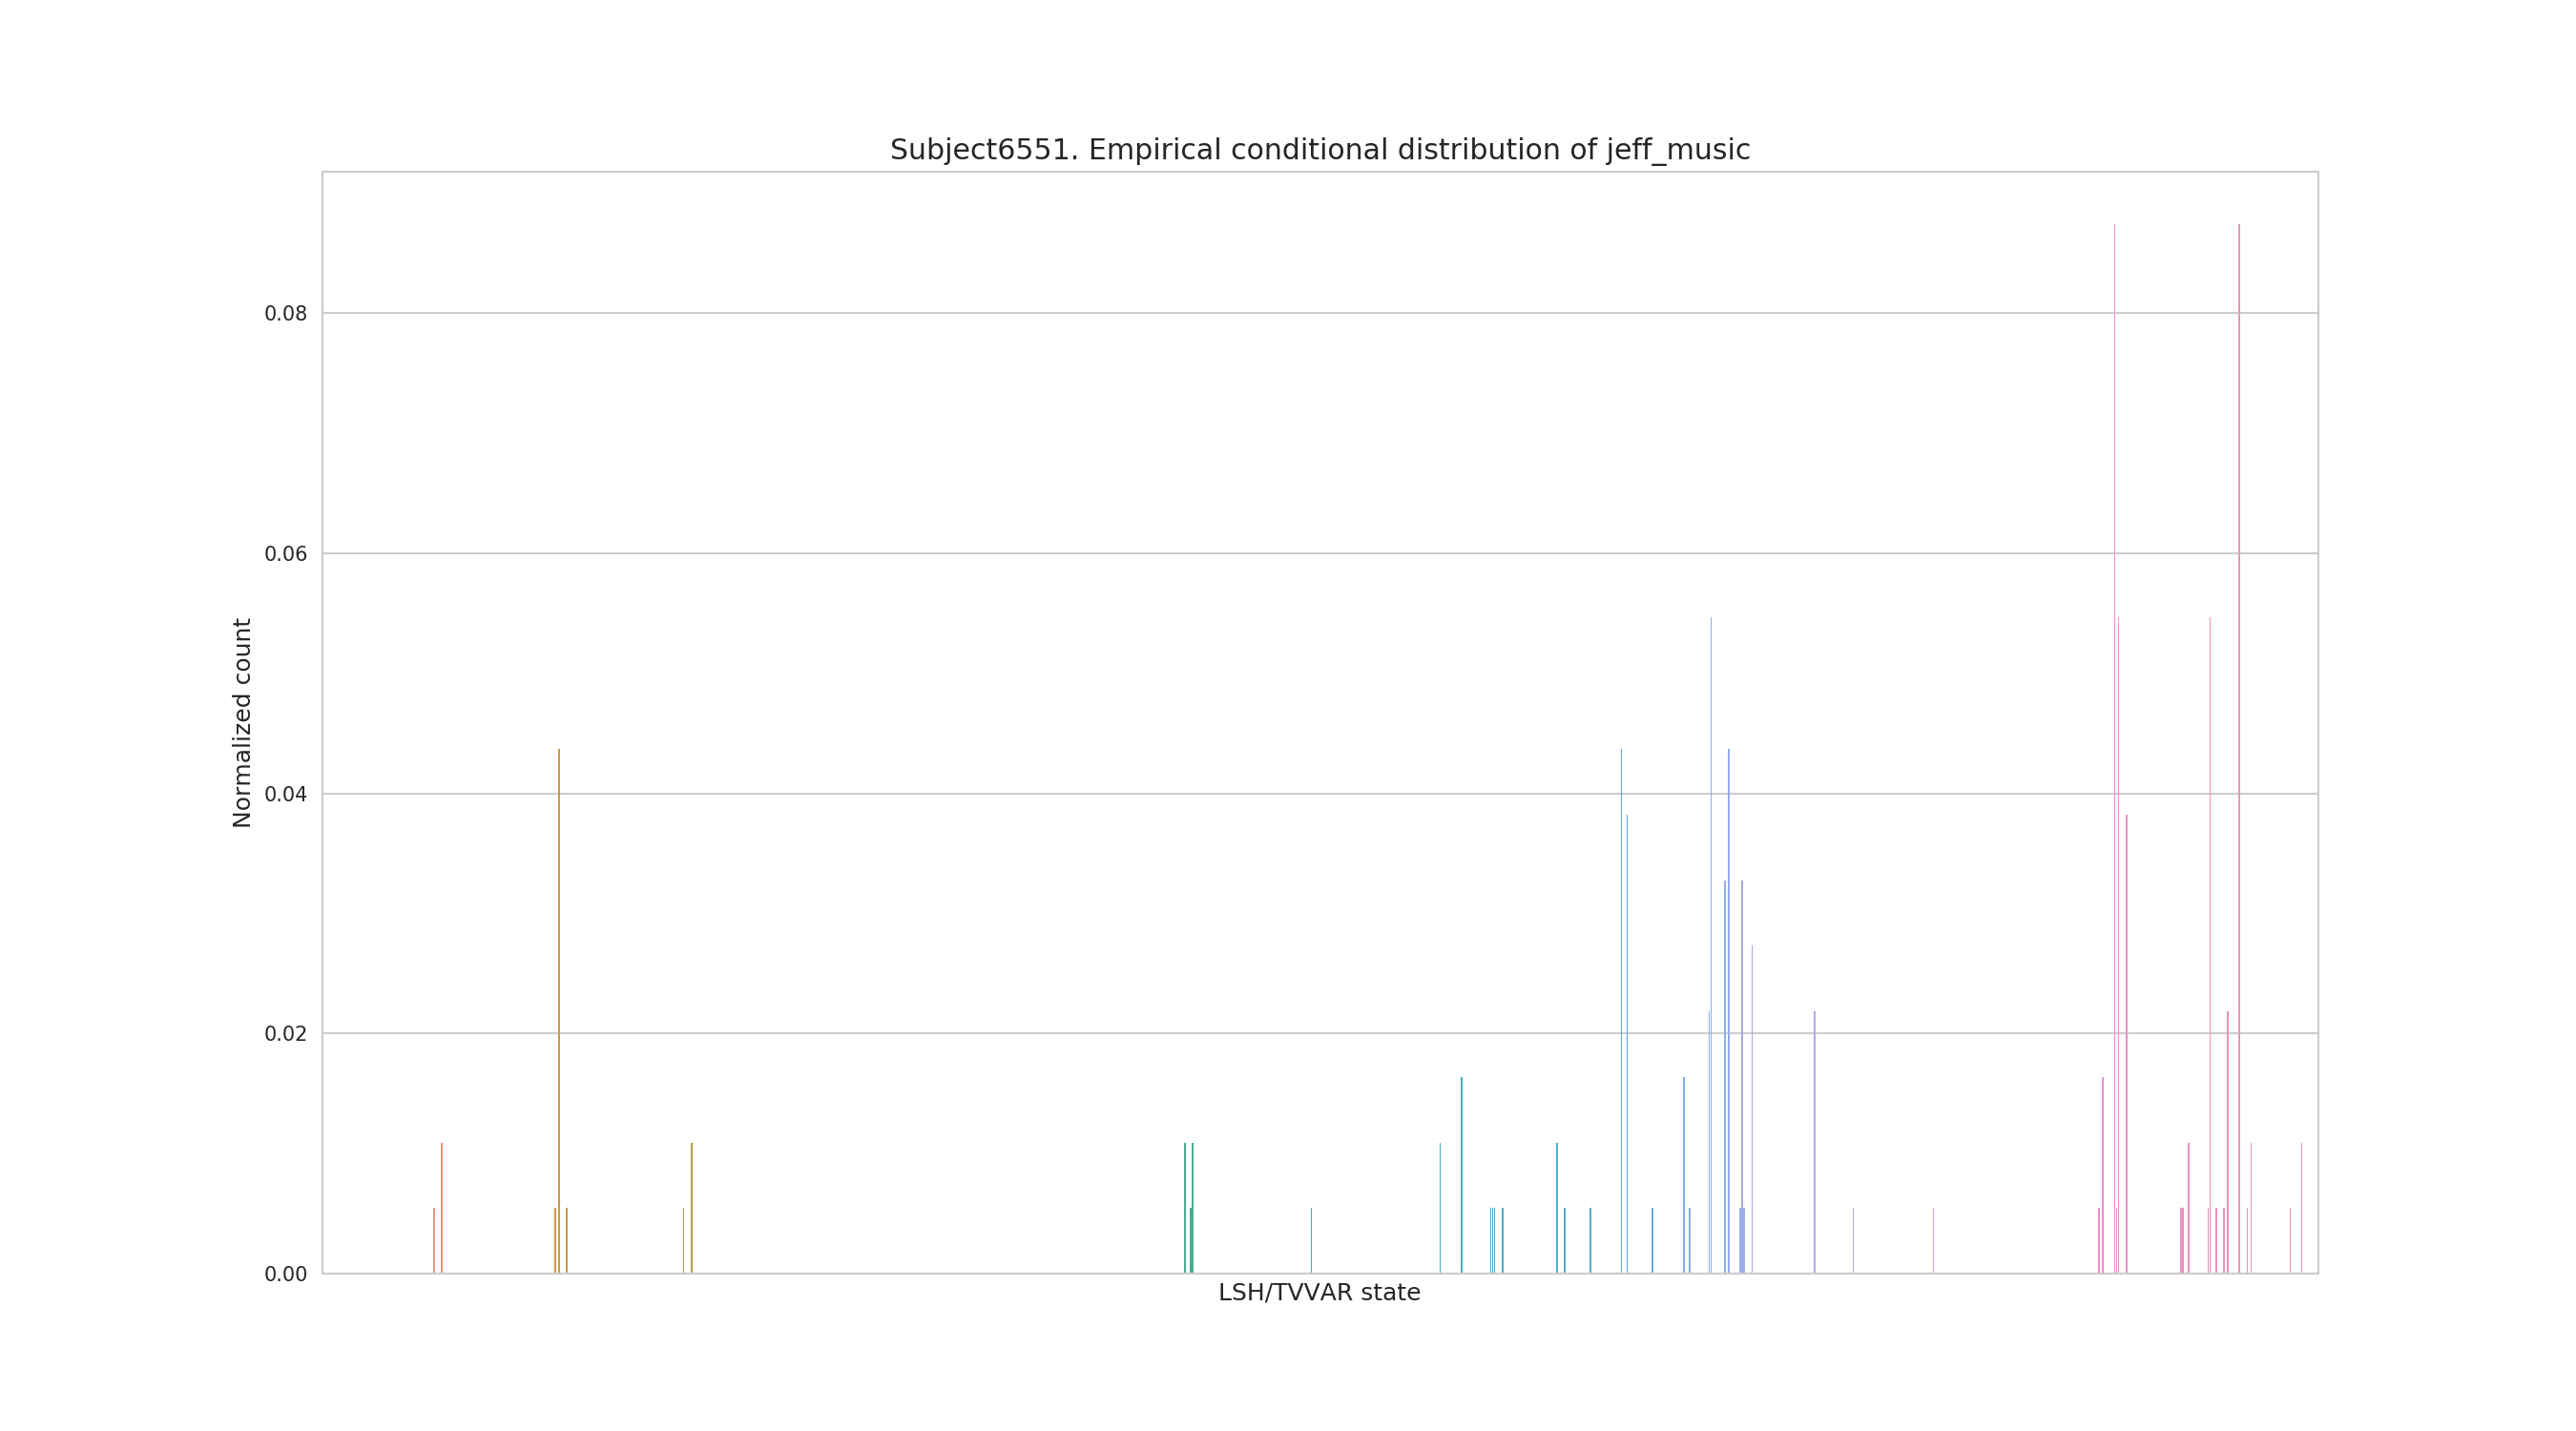 Subject6551. Empirical conditional distribution of jeff_music
0.08
0.06
0.04
0.02
0.00
Normalized count
LSH/TVVAR state